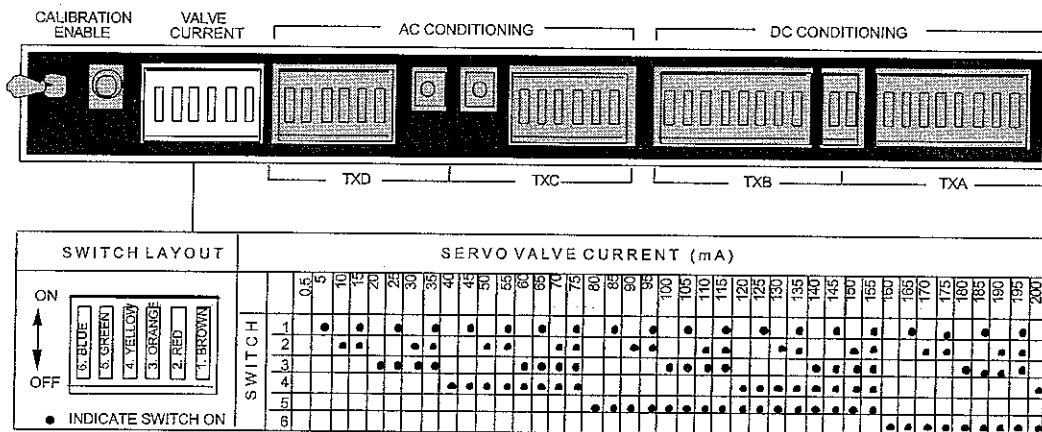 CALIBRATION
ENABLE
VALVE
CURRENT
AC CONDITIONING
DC CONDITIONING
TXD
TXC
TXB
TXA
SWITCH LAYOUT
SERVO VALVE CURRENT (mA)
ON
OFF
6. BLUE
5. GREEN
4. YELLOW
3. ORANGE
2. RED
1. BROWN
● INDICATE SWITCH ON
SWITCH
0.5 5 10 15 20 25 30 35 40 45 50 55 60 65 70 75 80 85 90 95 100 105 110 115 120 125 130 135 140 145 150 155 160 165 170 175 180 185 190 195 200
1
2
3
4
5
6